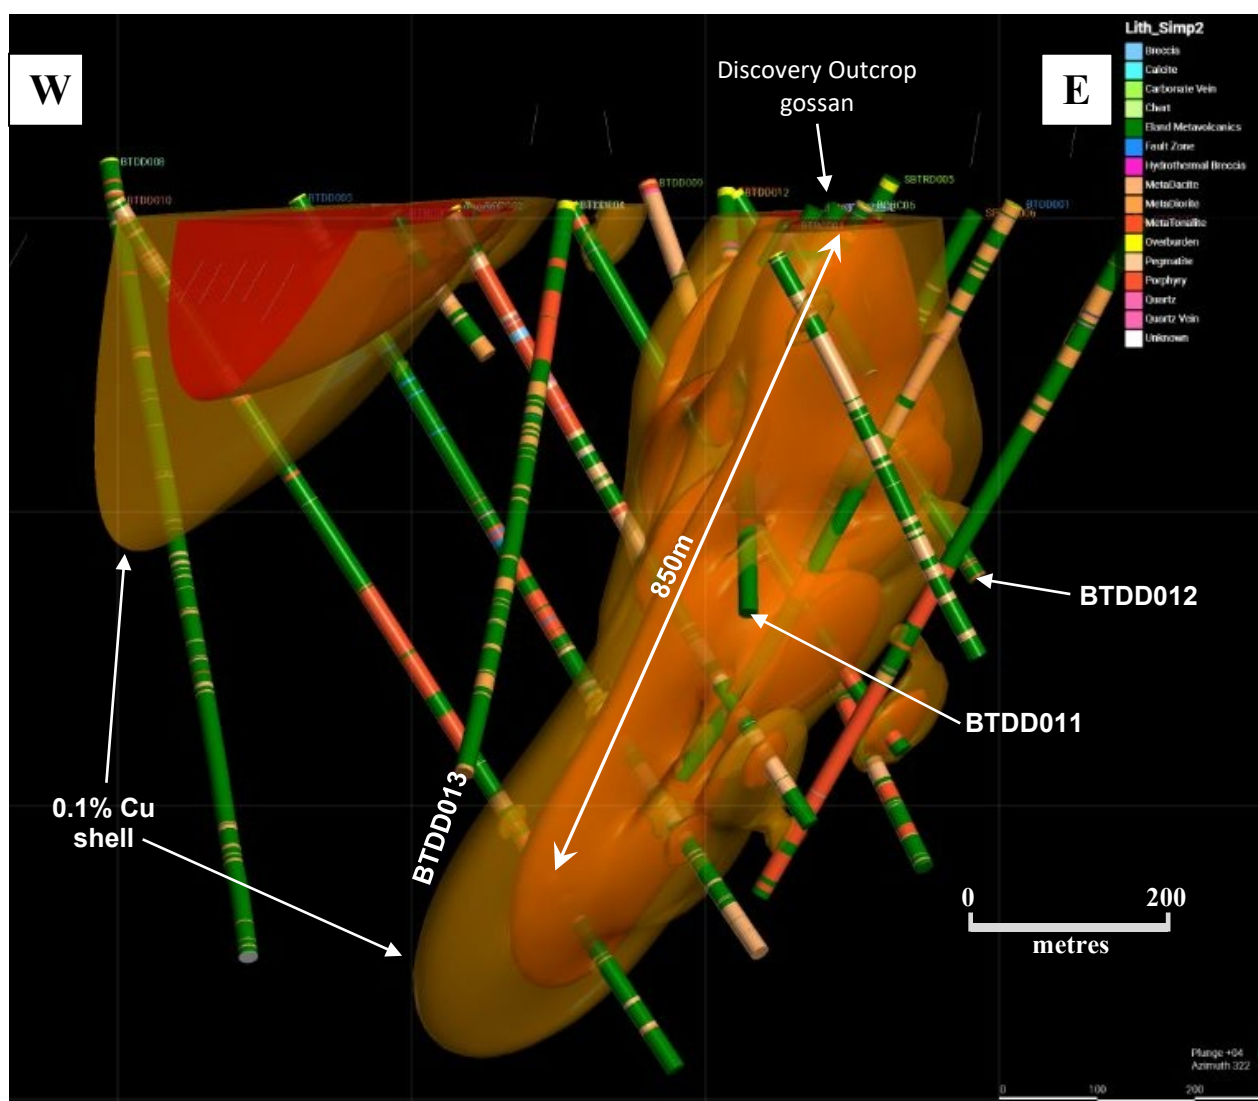 W
E
Discovery Outcrop
gossan
Lith_Simp2
Breccia
Calcite
Carbonate Vein
Chert
Eland Metavolcanics
Fault Zone
Hydrothermal Breccia
MetaDacite
MetaDiorite
MetaTonalite
Overburden
Pegmatite
Porphyry
Quartz
Quartz Vein
Unknown
BTDD008
BTDD010
BTDD009
BTDD012
SBTRD005
BTDD001
850m
BTDD012
BTDD011
BTDD013
0.1% Cu
shell
0 200
metres
Plunge +04
Azimuth 322
0 100 200